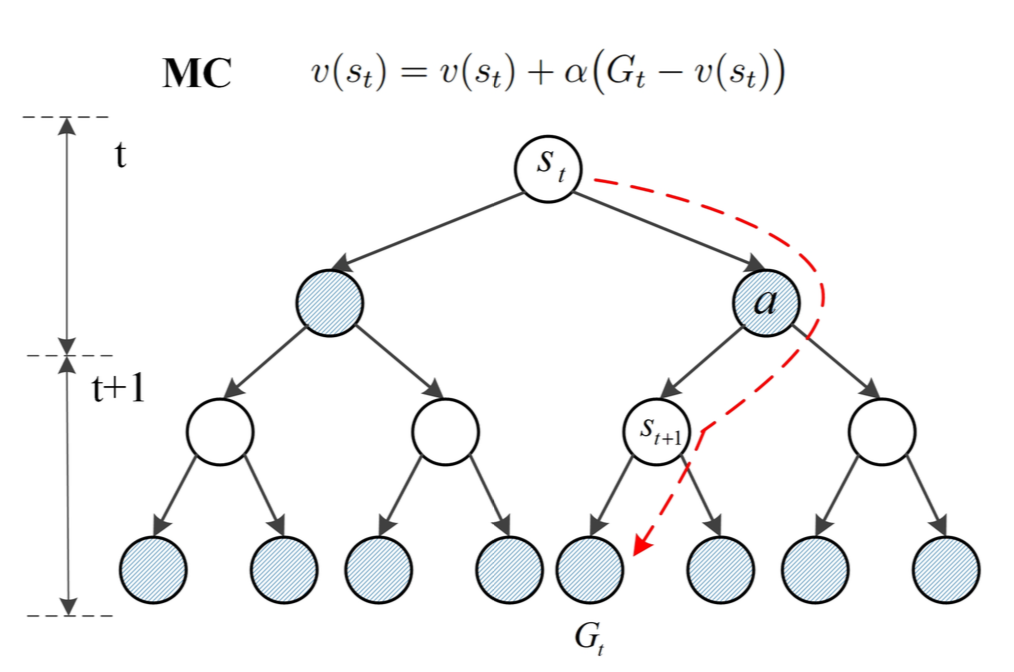 MC v(s_t) = v(s_t) + α(G_t − v(s_t))
t
s_t
a
t+1
s_{t+1}
G_t